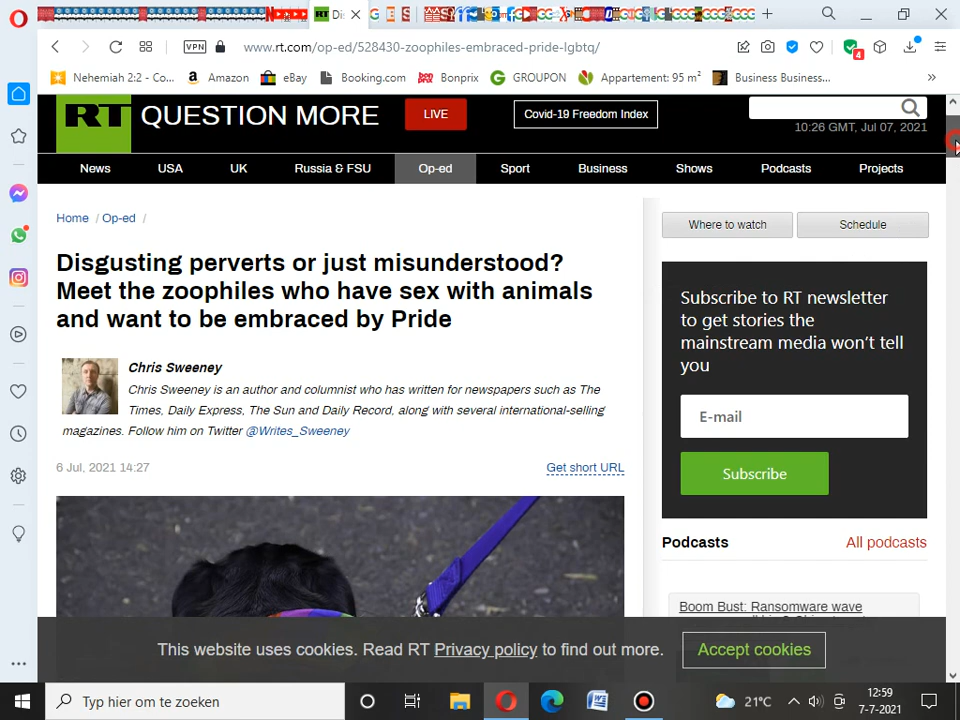 www.rt.com/op-ed/528430-zoophiles-embraced-pride-lgbtq/
VPN
4
Nehemiah 2:2 - Co...
Amazon
eBay
Booking.com
Bonprix
GROUPON
Appartement: 95 m²
Business Business...
»
RT
QUESTION MORE
LIVE
Covid-19 Freedom Index
10:26 GMT, Jul 07, 2021
News
USA
UK
Russia & FSU
Op-ed
Sport
Business
Shows
Podcasts
Projects
Home / Op-ed /
Where to watch
Schedule
Disgusting perverts or just misunderstood?
Meet the zoophiles who have sex with animals
and want to be embraced by Pride
Chris Sweeney
Chris Sweeney is an author and columnist who has written for newspapers such as The
Times, Daily Express, The Sun and Daily Record, along with several international-selling
magazines. Follow him on Twitter @Writes_Sweeney
6 Jul, 2021 14:27
Get short URL
Subscribe to RT newsletter
to get stories the
mainstream media won't tell
you
E-mail
Subscribe
Podcasts
All podcasts
Boom Bust: Ransomware wave
This website uses cookies. Read RT Privacy policy to find out more.
Accept cookies
Typ hier om te zoeken
21°C
12:59
7-7-2021